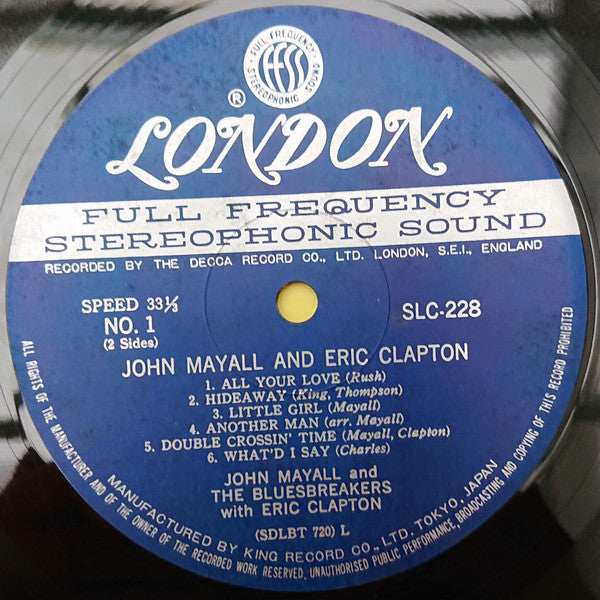 FULL FREQUENCY
FFSS
STEREOPHONIC SOUND
®
LONDON
FULL FREQUENCY
STEREOPHONIC SOUND
RECORDED BY THE DECCA RECORD CO., LTD. LONDON, S.E.I., ENGLAND
SPEED 33⅓
NO. 1
(2 Sides)
SLC-228
JOHN MAYALL AND ERIC CLAPTON
1. ALL YOUR LOVE (Rush)
2. HIDEAWAY (King, Thompson)
3. LITTLE GIRL (Mayall)
4. ANOTHER MAN (arr. Mayall)
5. DOUBLE CROSSIN' TIME (Mayall, Clapton)
6. WHAT'D I SAY (Charles)
JOHN MAYALL and
THE BLUESBREAKERS
with ERIC CLAPTON
(SDLBT 720) L
MANUFACTURED BY KING RECORD CO., LTD. TOKYO, JAPAN
ALL RIGHTS OF THE MANUFACTURER AND OF THE OWNER OF THE RECORDED WORK RESERVED, UNAUTHORISED PUBLIC PERFORMANCE, BROADCASTING AND COPYING OF THIS RECORD PROHIBITED